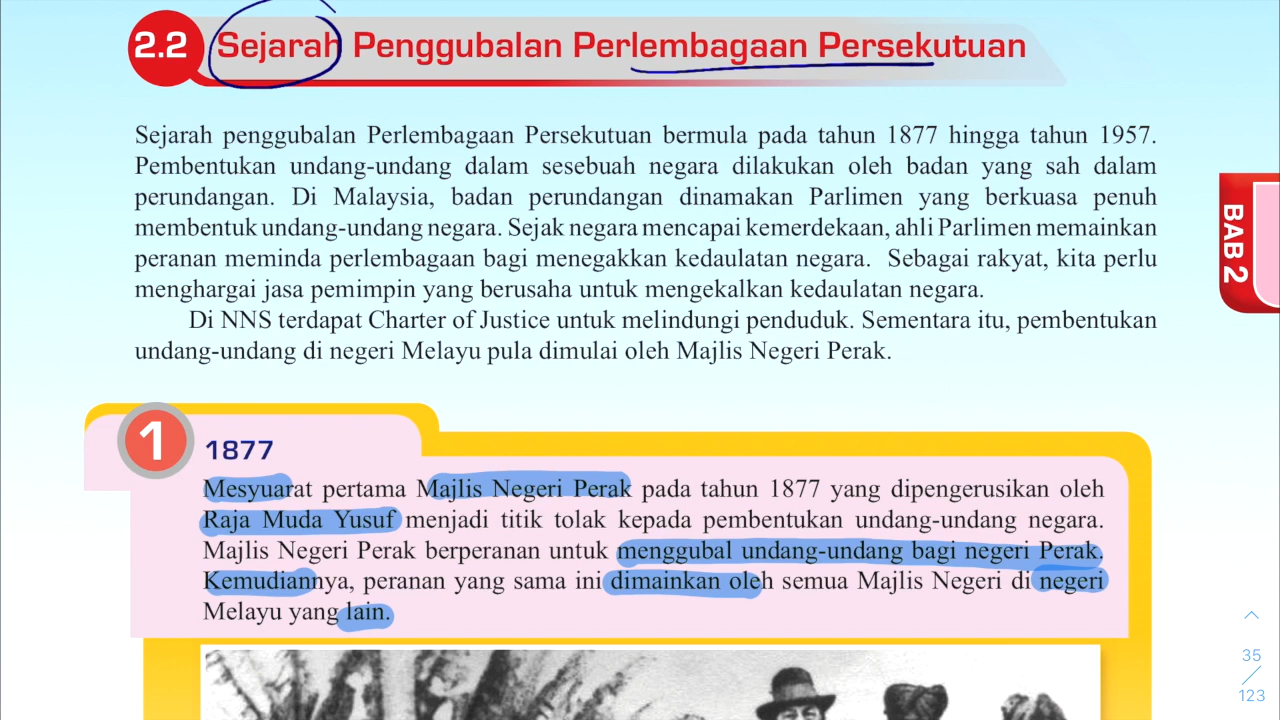 2.2 Sejarah Penggubalan Perlembagaan Persekutuan
Sejarah penggubalan Perlembagaan Persekutuan bermula pada tahun 1877 hingga tahun 1957.
Pembentukan undang-undang dalam sesebuah negara dilakukan oleh badan yang sah dalam
perundangan. Di Malaysia, badan perundangan dinamakan Parlimen yang berkuasa penuh
membentuk undang-undang negara. Sejak negara mencapai kemerdekaan, ahli Parlimen memainkan
peranan meminda perlembagaan bagi menegakkan kedaulatan negara. Sebagai rakyat, kita perlu
menghargai jasa pemimpin yang berusaha untuk mengekalkan kedaulatan negara.
Di NNS terdapat Charter of Justice untuk melindungi penduduk. Sementara itu, pembentukan
undang-undang di negeri Melayu pula dimulai oleh Majlis Negeri Perak.
BAB 2
1
1877
Mesyuarat pertama Majlis Negeri Perak pada tahun 1877 yang dipengerusikan oleh
Raja Muda Yusuf menjadi titik tolak kepada pembentukan undang-undang negara.
Majlis Negeri Perak berperanan untuk menggubal undang-undang bagi negeri Perak.
Kemudiannya, peranan yang sama ini dimainkan oleh semua Majlis Negeri di negeri
Melayu yang lain.
35
123